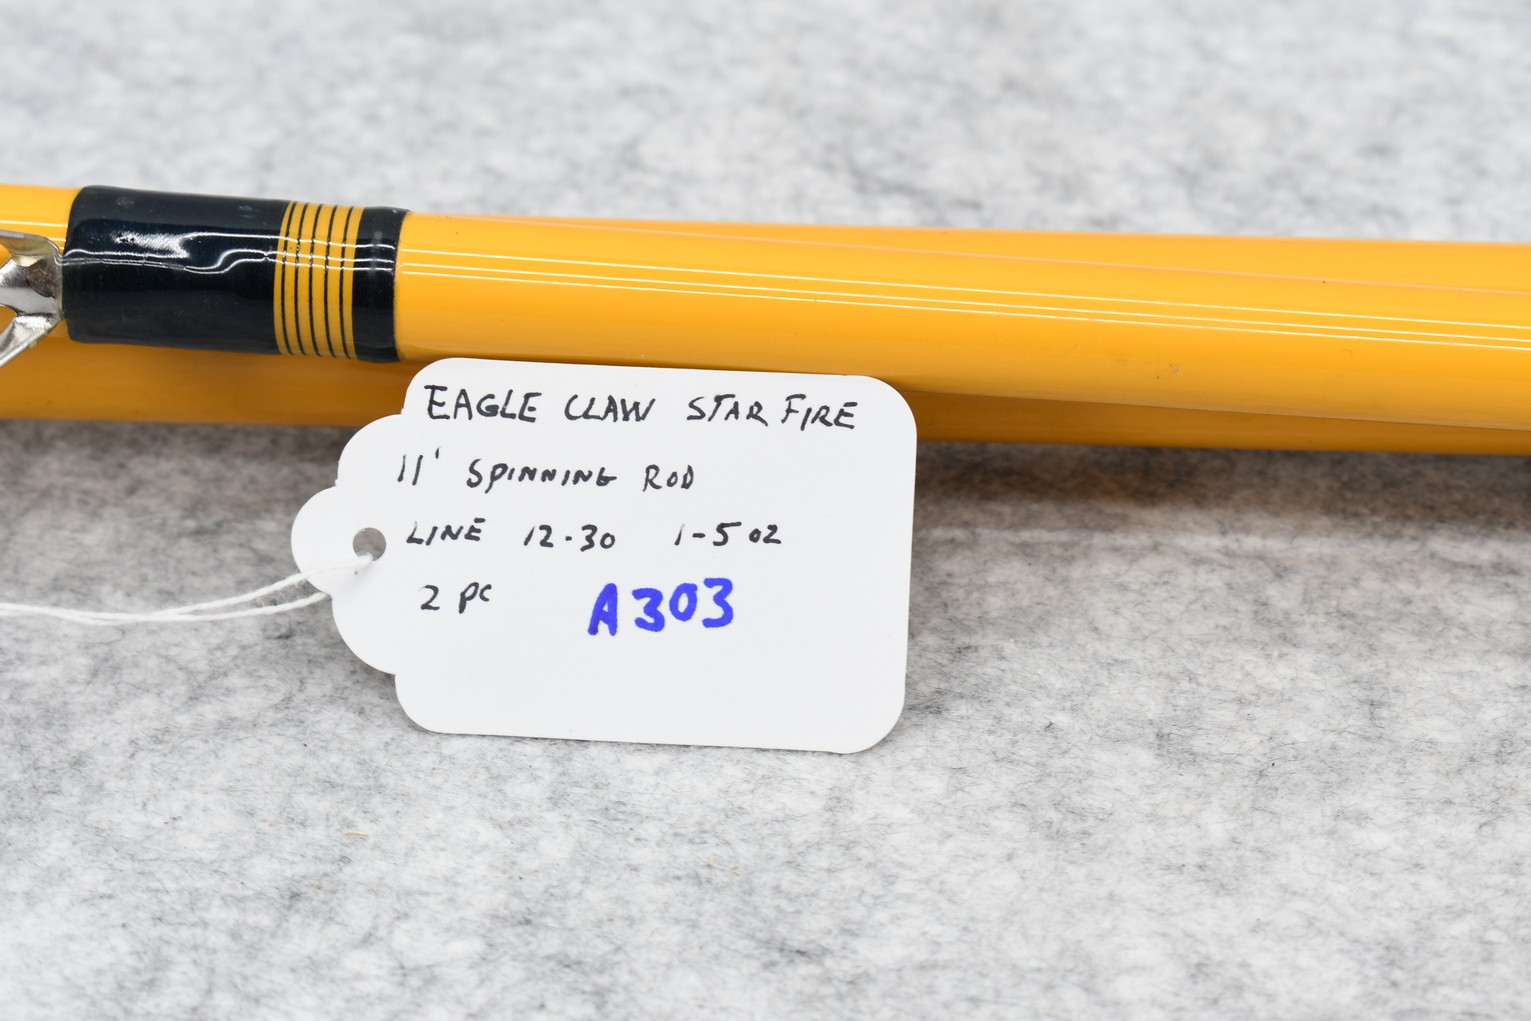 EAGLE CLAW STAR FIRE
11' SPINNING ROD
LINE 12-30 1-5 oz
2 PC A303